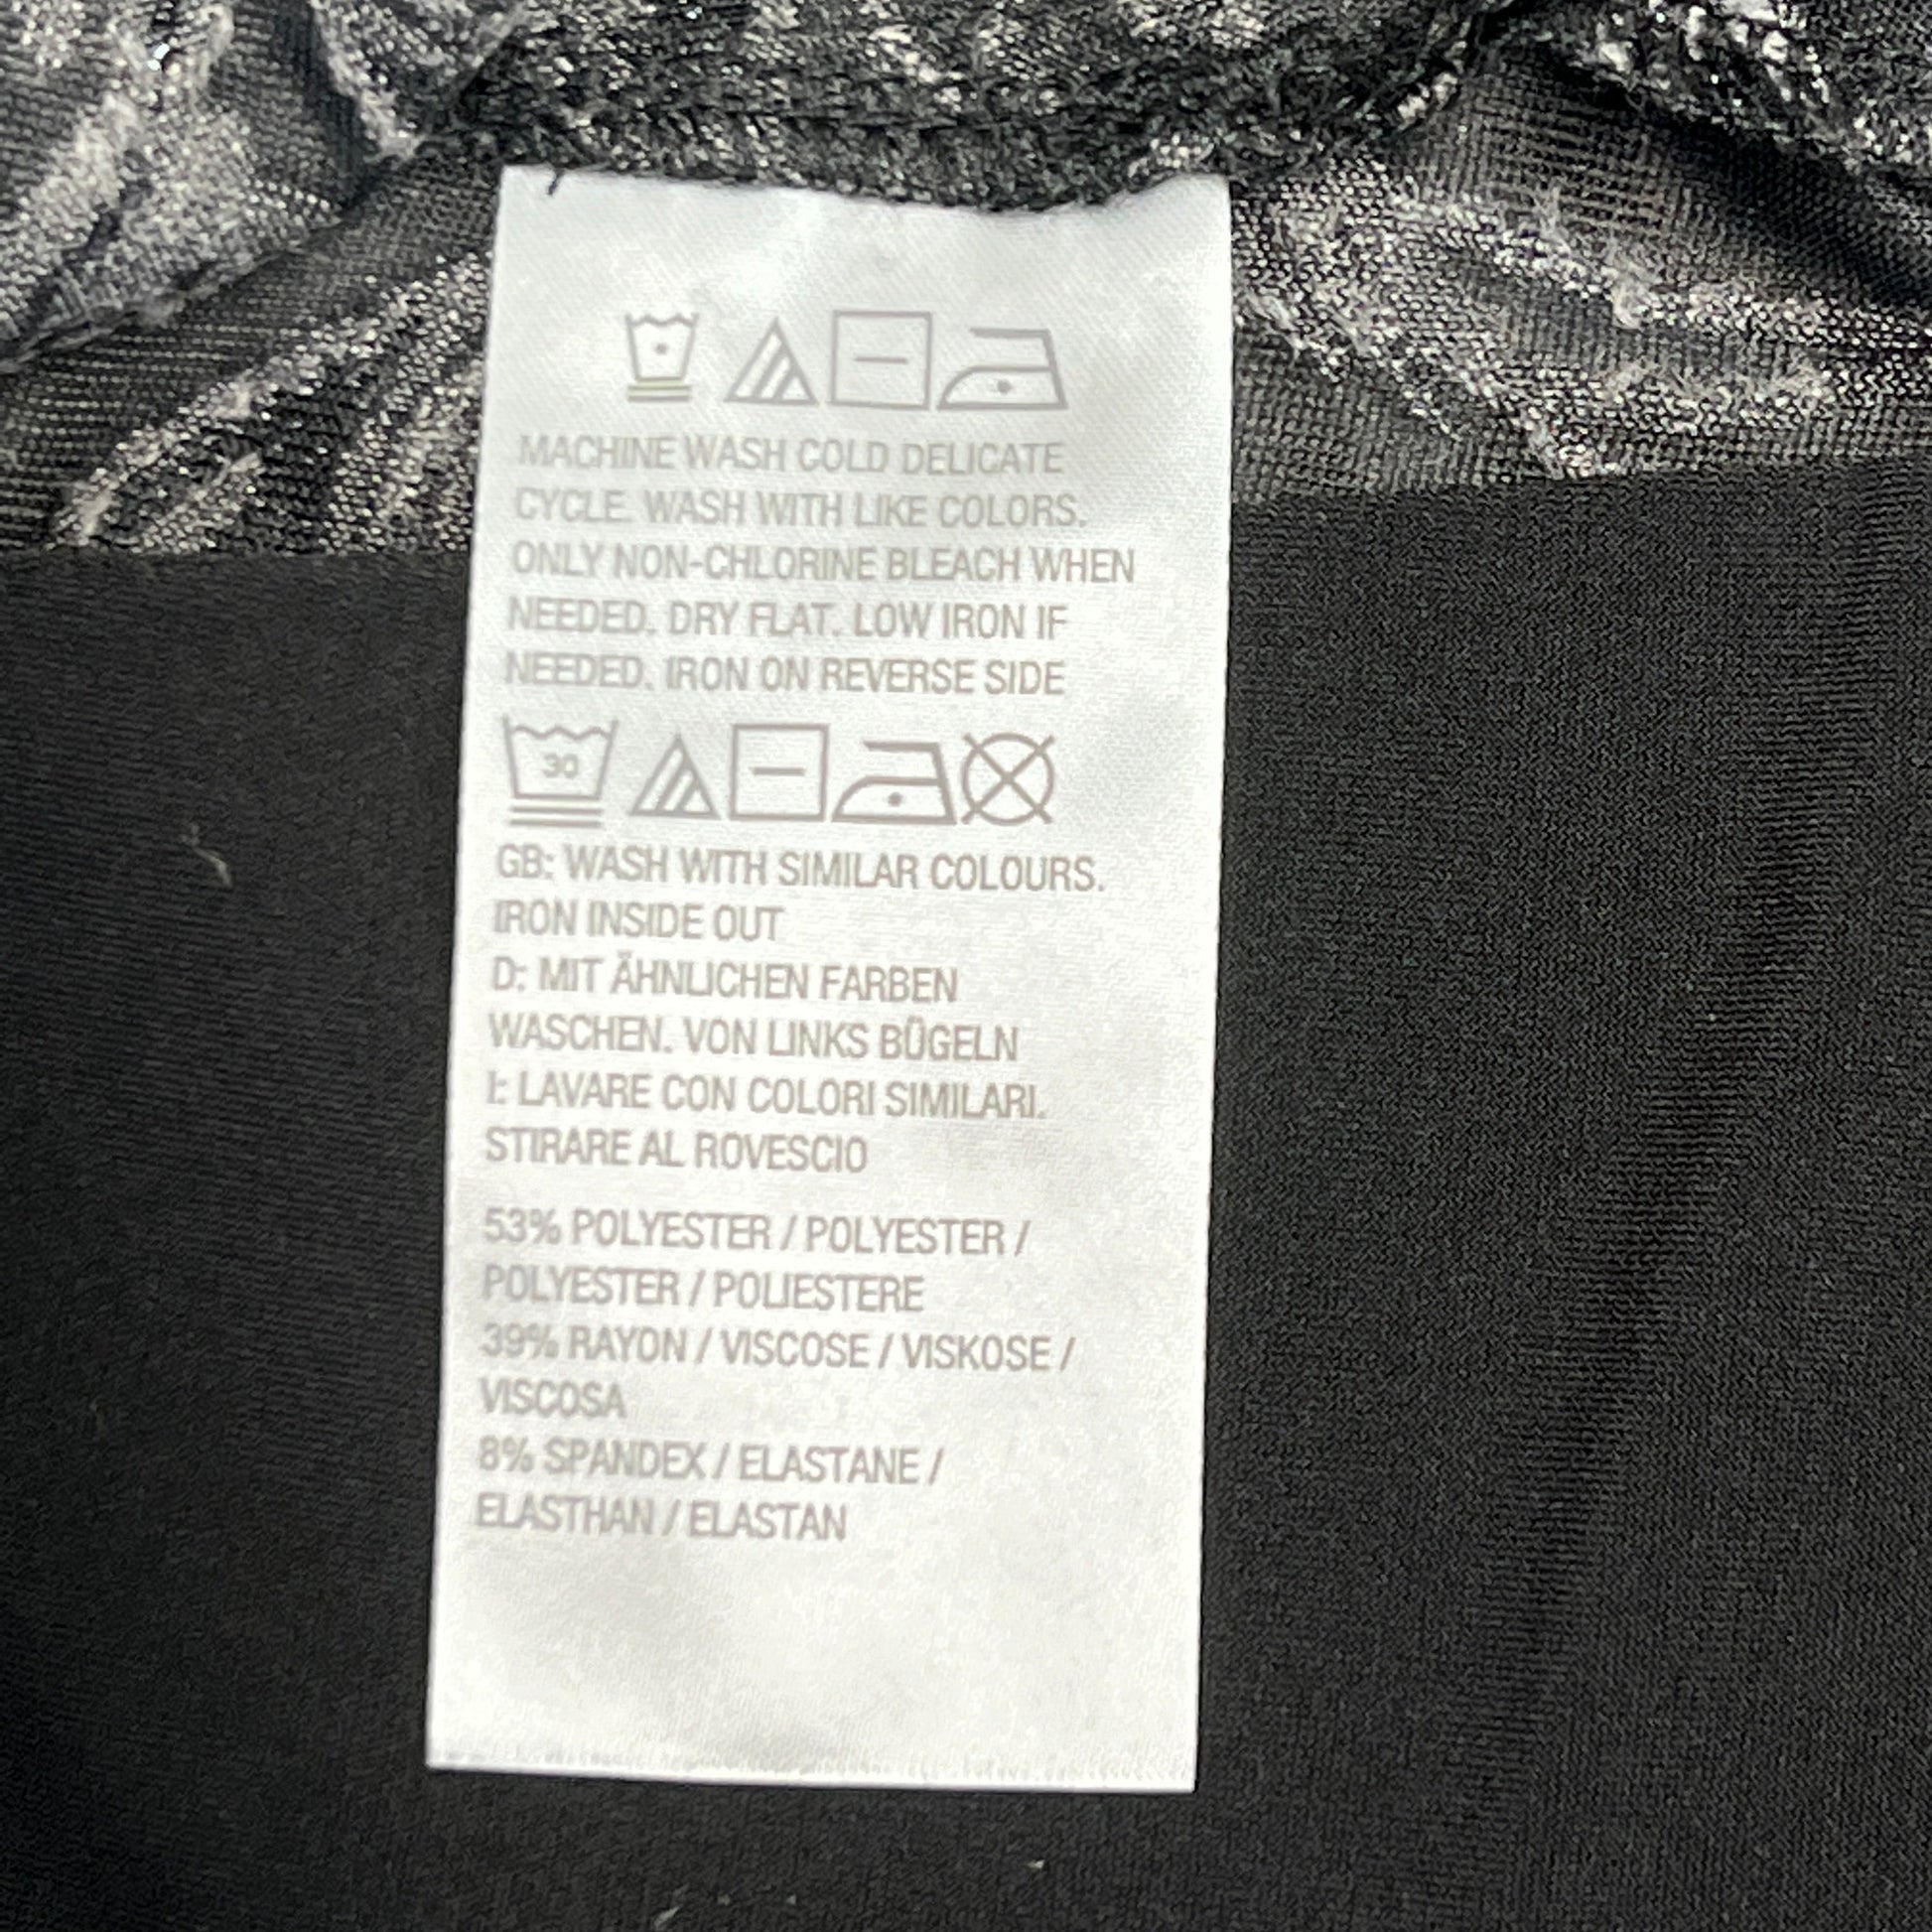 MACHINE WASH COLD DELICATE
CYCLE. WASH WITH LIKE COLORS.
ONLY NON-CHLORINE BLEACH WHEN
NEEDED. DRY FLAT. LOW IRON IF
NEEDED. IRON ON REVERSE SIDE
30
GB: WASH WITH SIMILAR COLOURS.
IRON INSIDE OUT
D: MIT ÄHNLICHEN FARBEN
WASCHEN. VON LINKS BÜGELN
I: LAVARE CON COLORI SIMILARI.
STIRARE AL ROVESCIO
53% POLYESTER / POLYESTER /
POLYESTER / POLIESTERE
39% RAYON / VISCOSE / VISKOSE /
VISCOSA
8% SPANDEX / ELASTANE /
ELASTHAN / ELASTAN